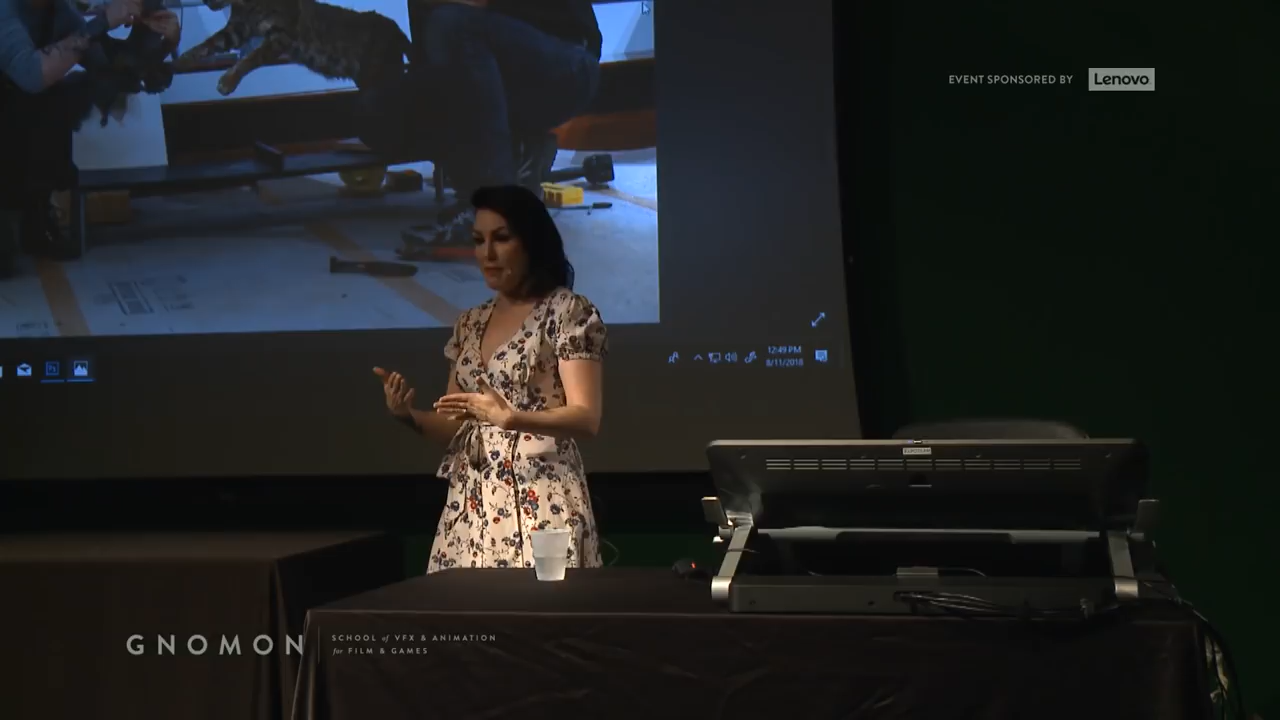 EVENT SPONSORED BY Lenovo
12:49 PM
8/11/2018
GNOMON
SCHOOL of VFX & ANIMATION
for FILM & GAMES